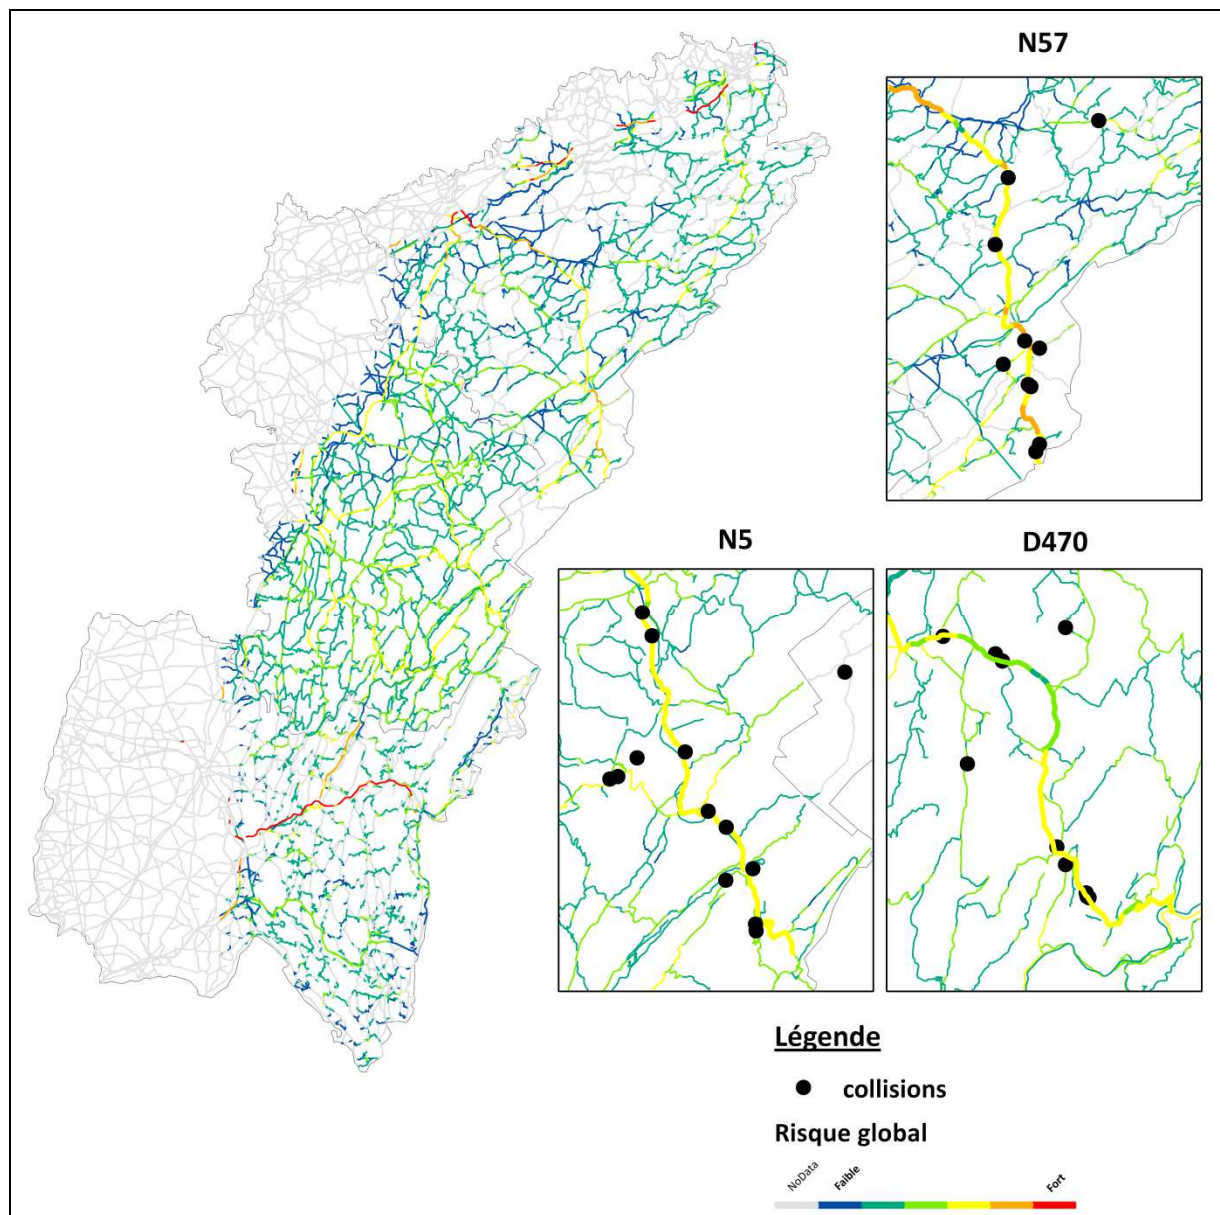 N57
N5
D470
Légende
collisions
Risque global
NoData
Faible
Fort